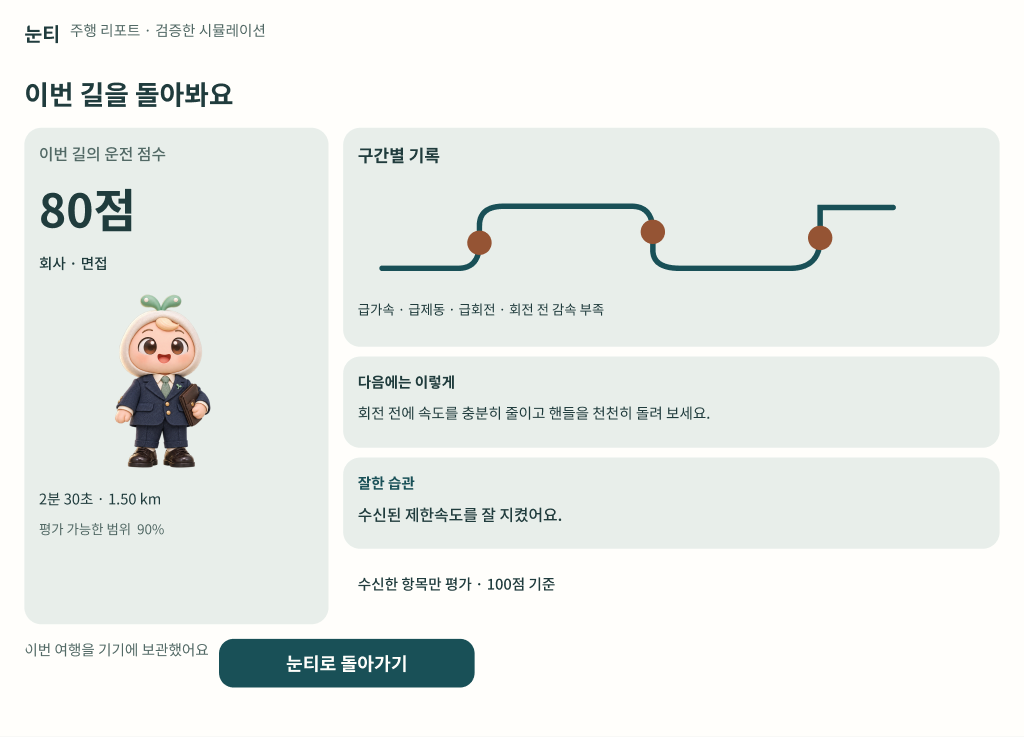 눈티 주행 리포트 · 검증한 시뮬레이션
이번 길을 돌아봐요
이번 길의 운전 점수
80점
회사 · 면접
2분 30초 · 1.50 km
평가 가능한 범위 90%
구간별 기록
급가속 · 급제동 · 급회전 · 회전 전 감속 부족
다음에는 이렇게
회전 전에 속도를 충분히 줄이고 핸들을 천천히 돌려 보세요.
잘한 습관
수신된 제한속도를 잘 지켰어요.
수신한 항목만 평가 · 100점 기준
이번 여행을 기기에 보관했어요
눈티로 돌아가기